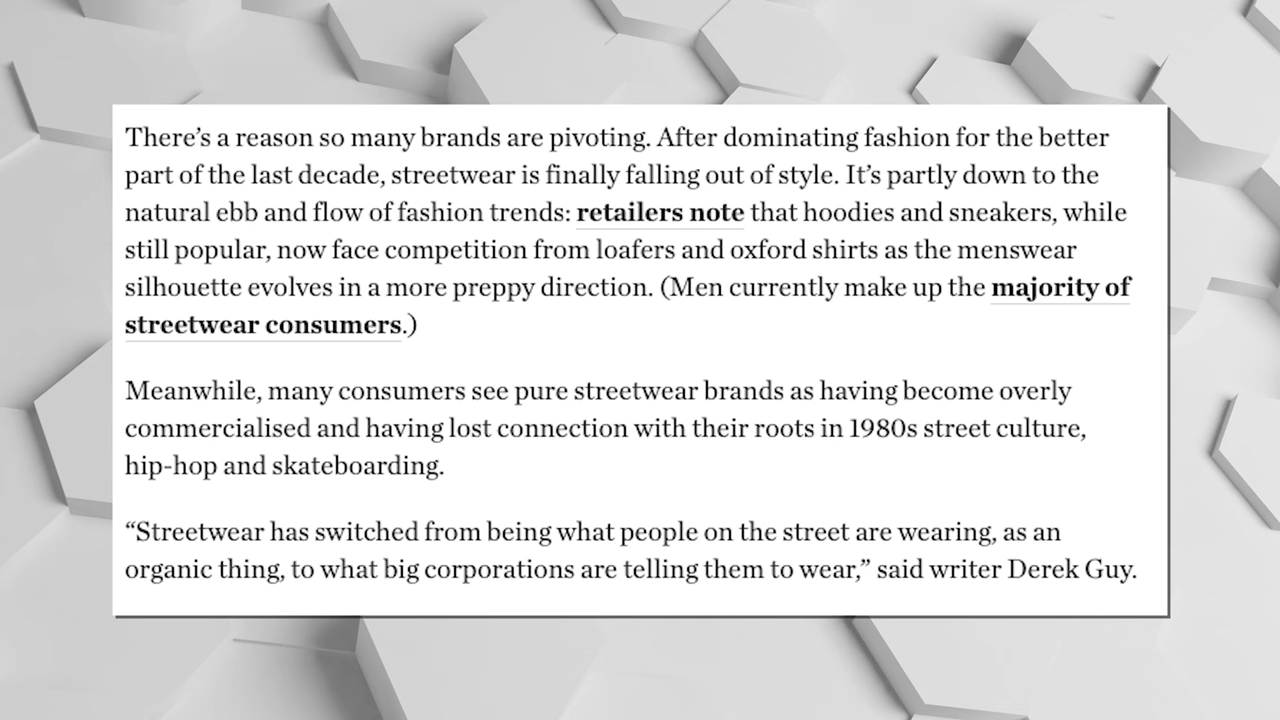 There’s a reason so many brands are pivoting. After dominating fashion for the better
part of the last decade, streetwear is finally falling out of style. It’s partly down to the
natural ebb and flow of fashion trends: retailers note that hoodies and sneakers, while
still popular, now face competition from loafers and oxford shirts as the menswear
silhouette evolves in a more preppy direction. (Men currently make up the majority of
streetwear consumers.)
Meanwhile, many consumers see pure streetwear brands as having become overly
commercialised and having lost connection with their roots in 1980s street culture,
hip-hop and skateboarding.
“Streetwear has switched from being what people on the street are wearing, as an
organic thing, to what big corporations are telling them to wear,” said writer Derek Guy.